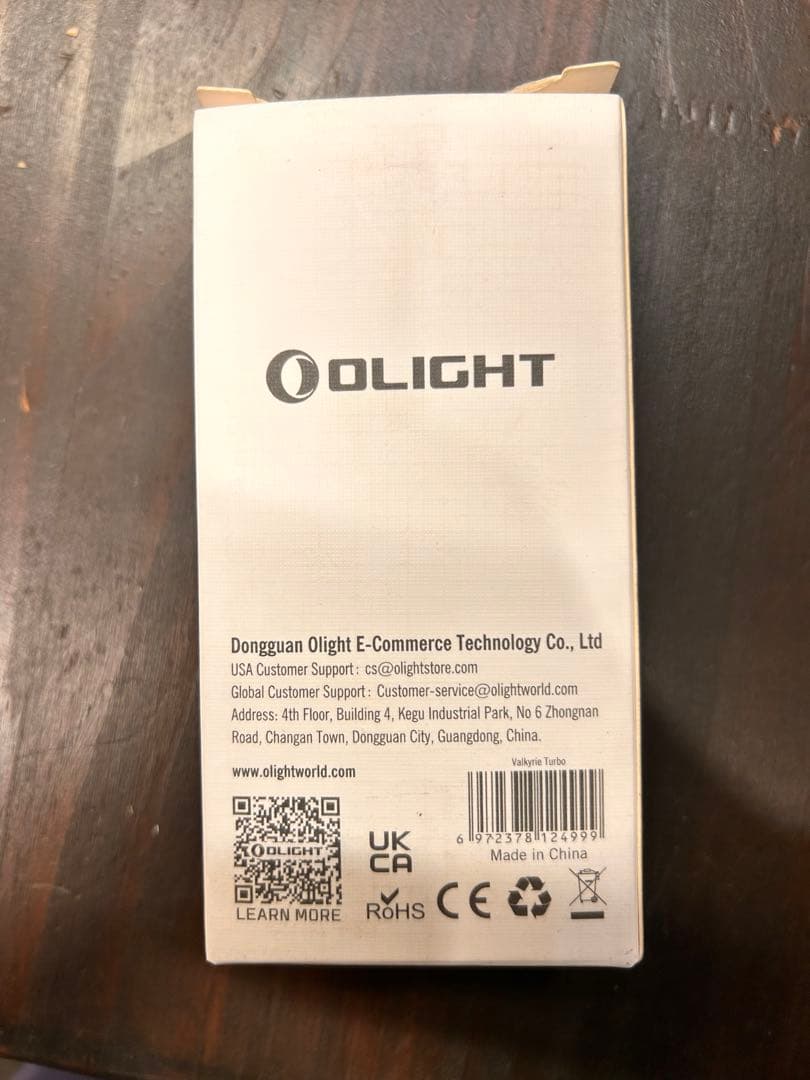 OLIGHT
Dongguan Olight E-Commerce Technology Co., Ltd
USA Customer Support: cs@olightstore.com
Global Customer Support: Customer-service@olightworld.com
Address: 4th Floor, Building 4, Kegu Industrial Park, No 6 Zhongnan
Road, Changan Town, Dongguan City, Guangdong, China.
www.olightworld.com
Valkyrie Turbo
6 972378 124999
Made in China
OLIGHT
LEARN MORE
UK
CA
RoHS
CE